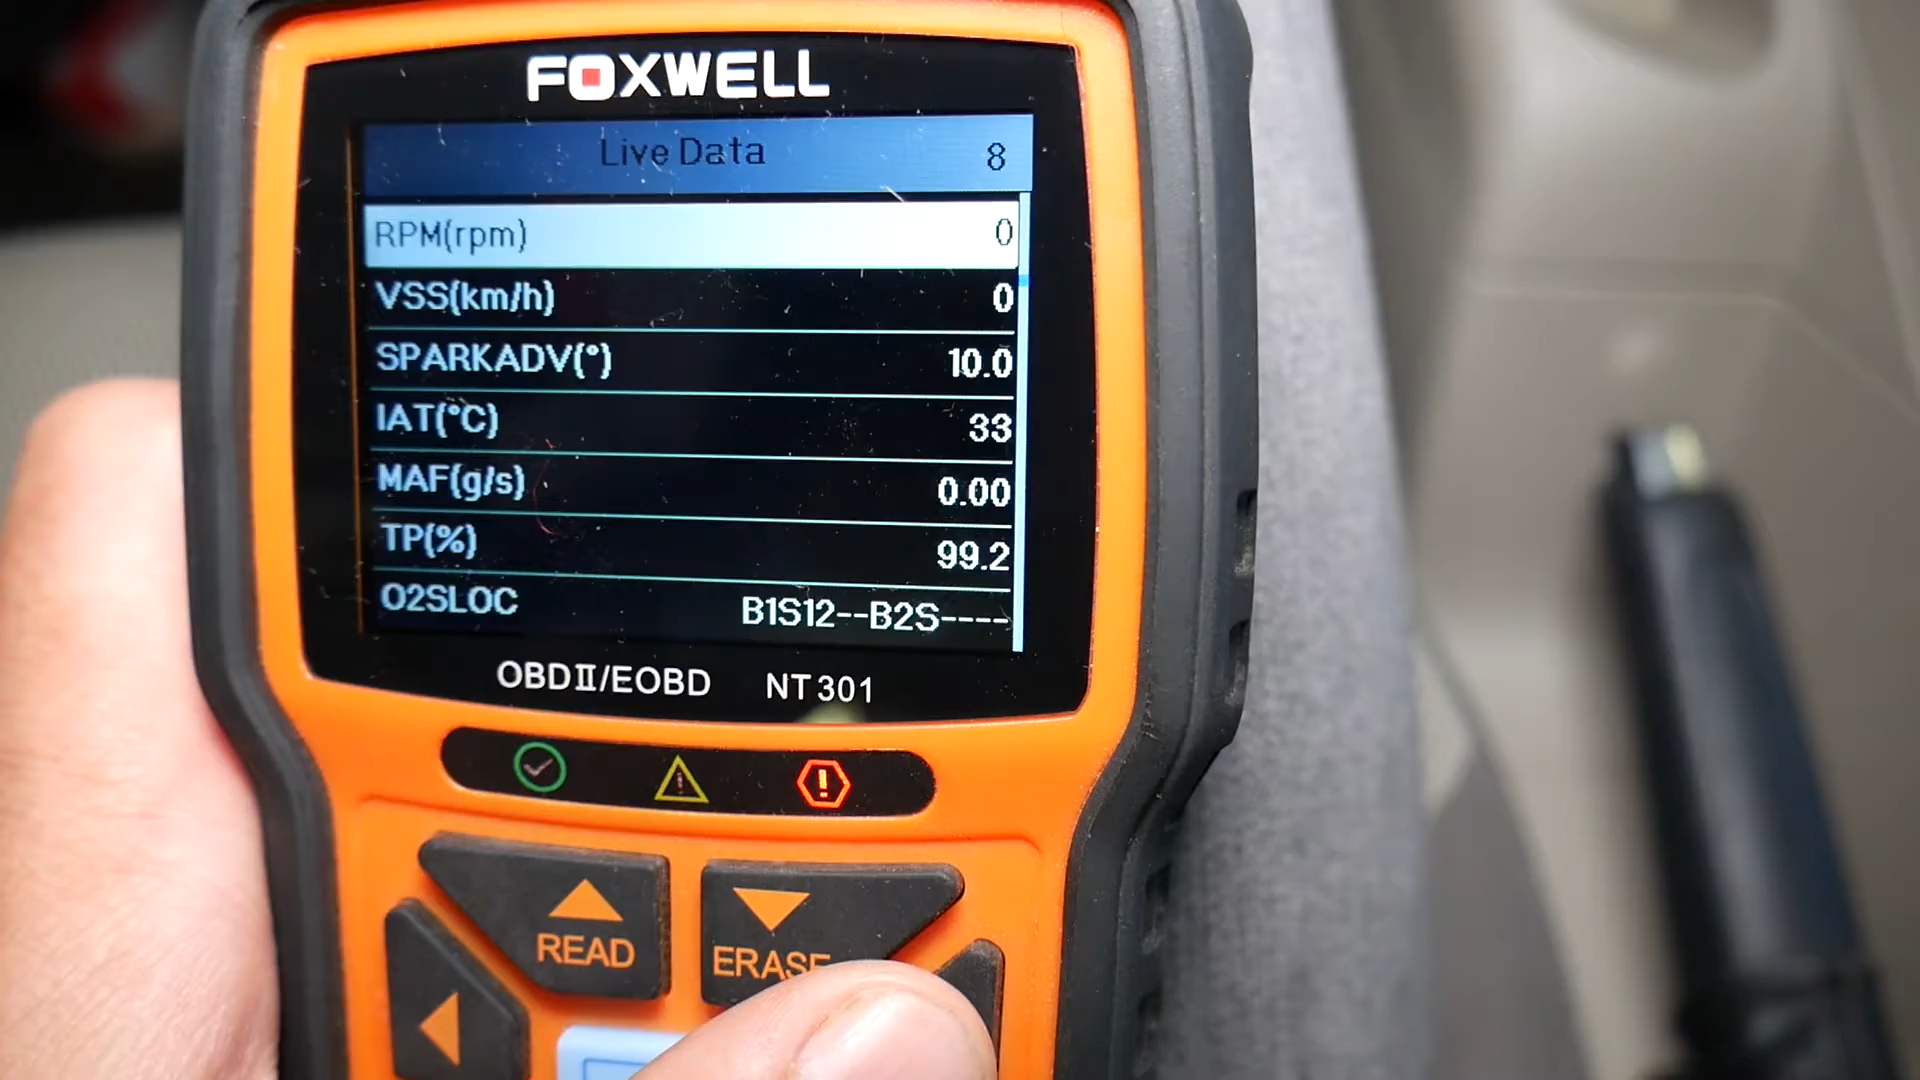 FOXWELL
Live Data 8
RPM(rpm) 0
VSS(km/h) 0
SPARKADV(°) 10.0
IAT(°C) 33
MAF(g/s) 0.00
TP(%) 99.2
O2SLOC B1S12--B2S----
OBDII/EOBD NT301
READ ERASE